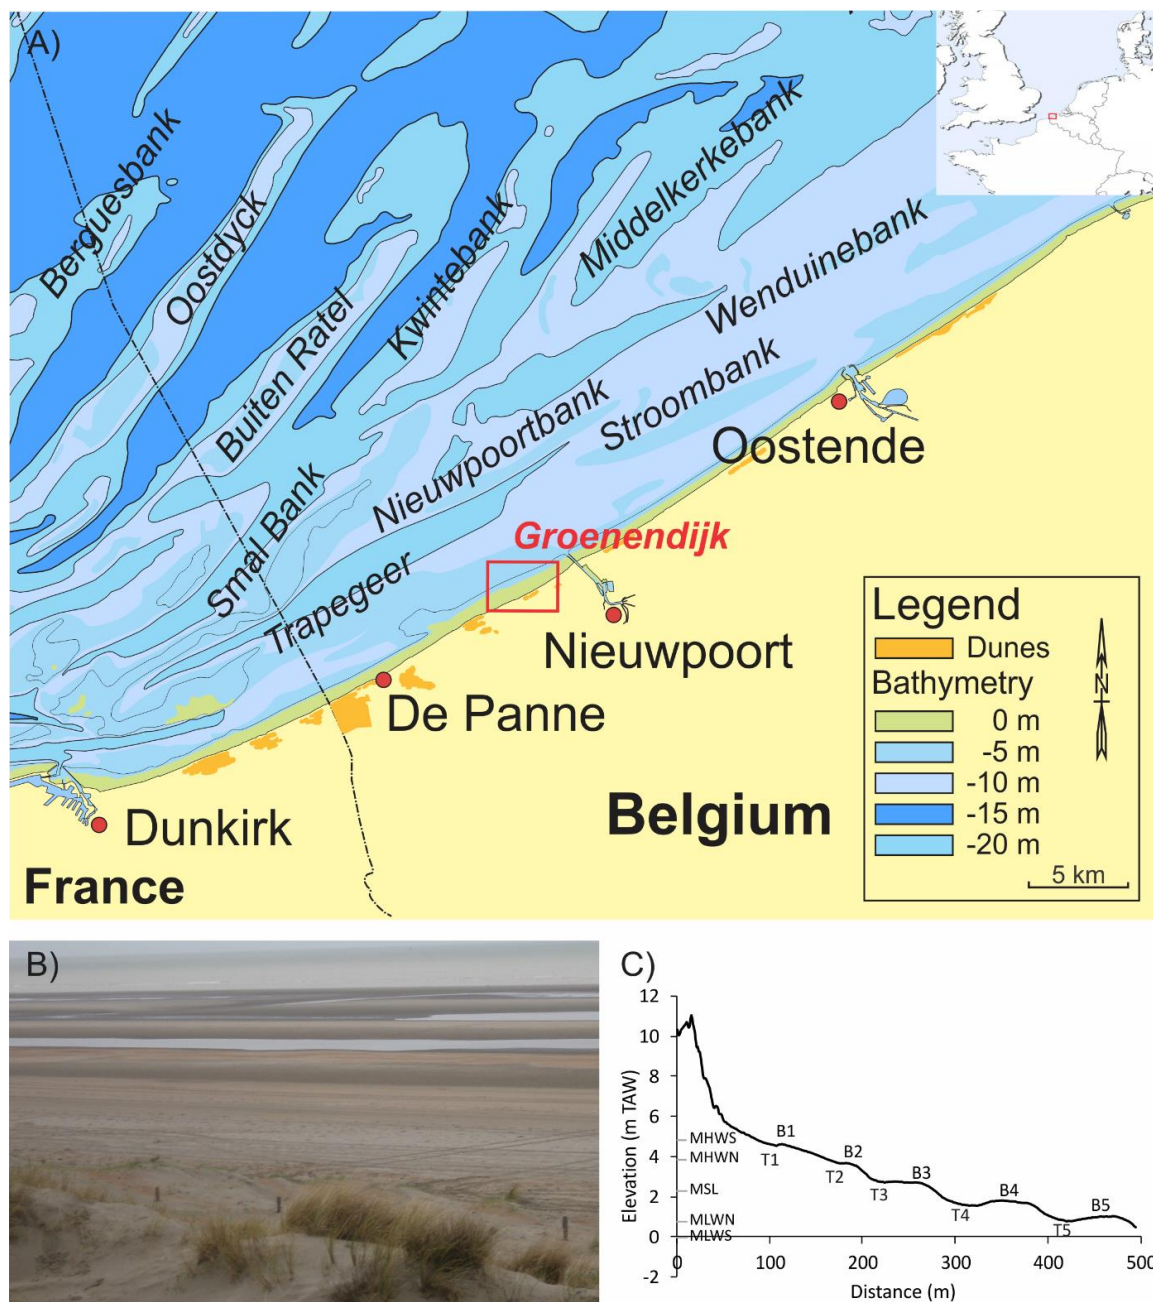 A)
Berguesbank
Oostdyck
Buiten Ratel
Kwintebank
Middelkerkebank
Wenduinebank
Stroombank
Nieuwpoortbank
Smal Bank
Trapegeer
Groenendijk
Oostende
Nieuwpoort
De Panne
Dunkirk
Belgium
France
Legend
Dunes
Bathymetry
0 m
-5 m
-10 m
-15 m
-20 m
N
5 km
B)
C)
Elevation (m TAW)
12
10
8
6
4
2
0
-2
MHWS
MHWN
MSL
MLWN
MLWS
B1
T1
B2
T2
B3
T3
B4
T4
B5
T5
0 100 200 300 400 500
Distance (m)